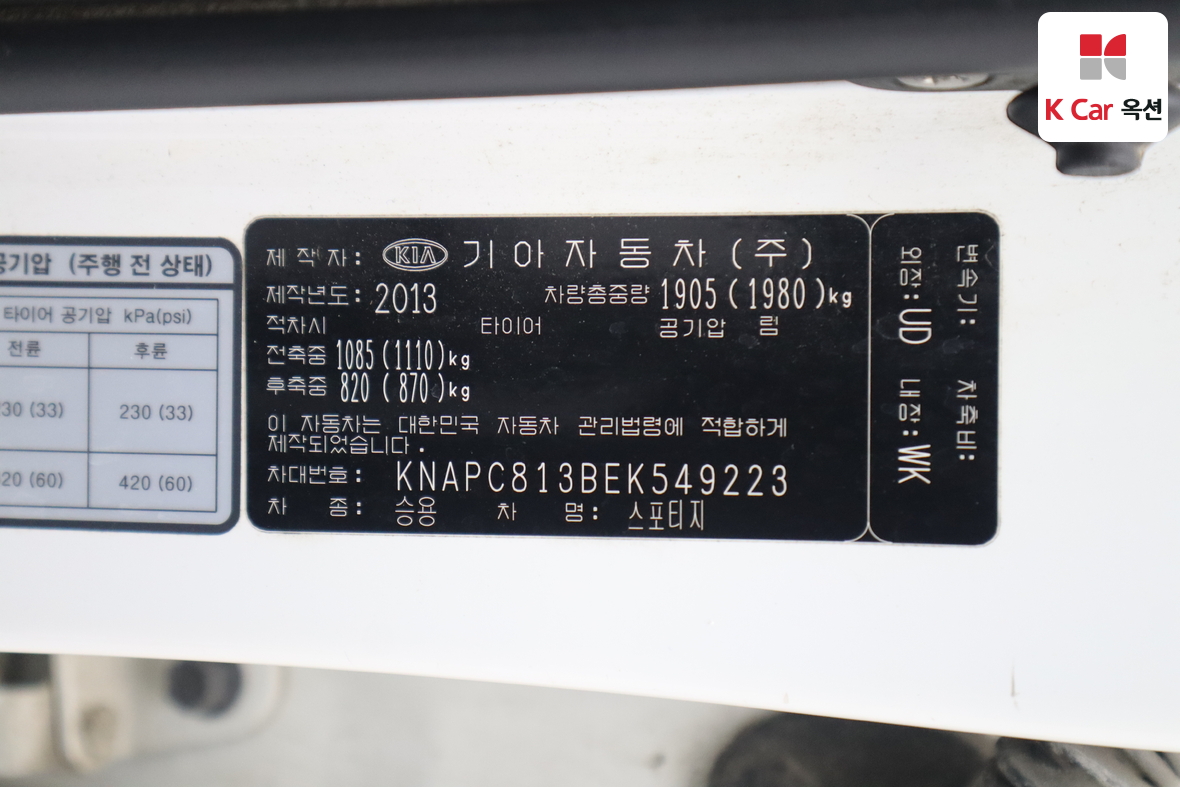 K Car 옥션
공기압 (주행 전 상태)
타이어 공기압 kPa(psi)
전륜 후륜
(33) 230 (33)
(60) 420 (60)
제 작 자: KIA 기아자동차(주)
제작년도: 2013 차량총중량 1905(1980)kg
적차시 타이어 공기압 림
전축중 1085(1110)kg
후축중 820 (870)kg
이 자동차는 대한민국 자동차 관리법령에 적합하게
제작되었습니다.
차대번호: KNAPC813BEK549223
차 종: 승용 차 명: 스포티지
변속기: 차축비:
외장:UD 내장:WK